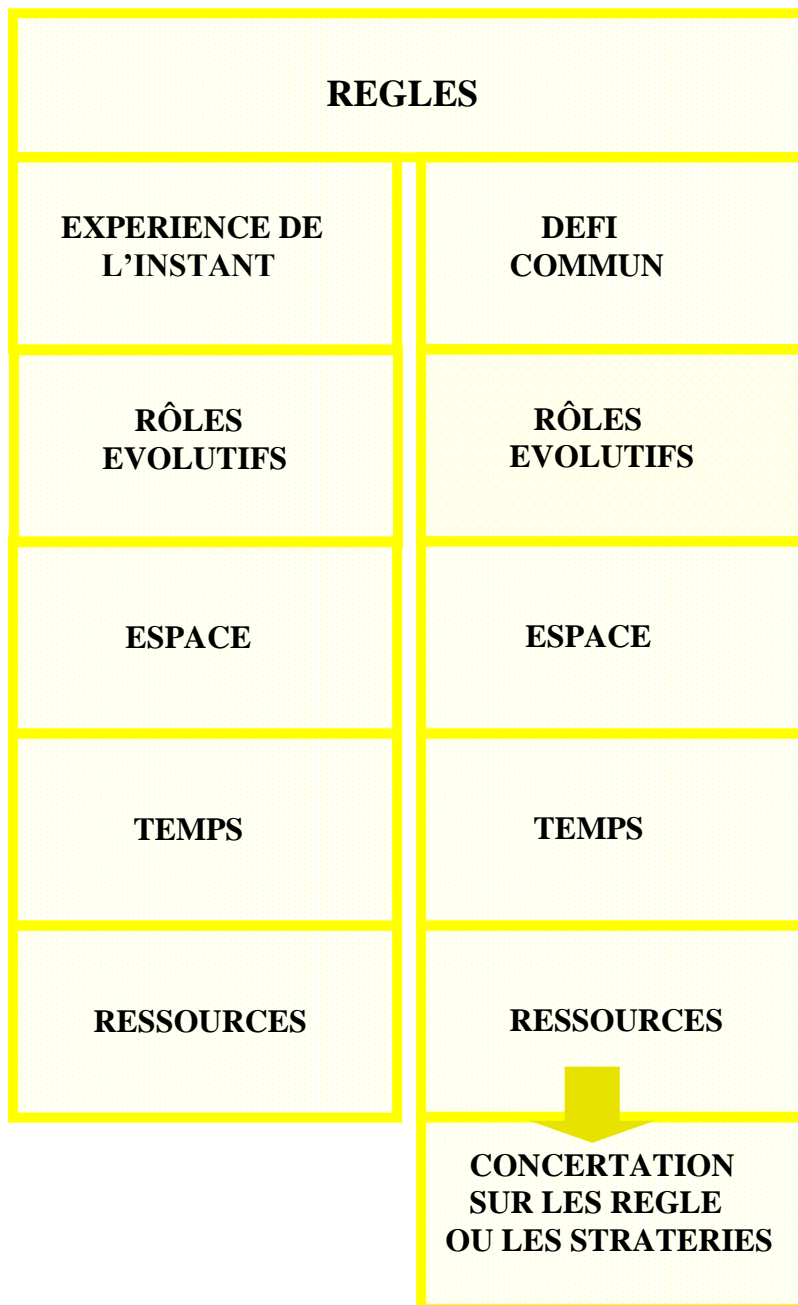 REGLES
EXPERIENCE DE
L’INSTANT
DEFI
COMMUN
RÔLES
EVOLUTIFS
RÔLES
EVOLUTIFS
ESPACE
ESPACE
TEMPS
TEMPS
RESSOURCES
RESSOURCES
CONCERTATION
SUR LES REGLE
OU LES STRATERIES